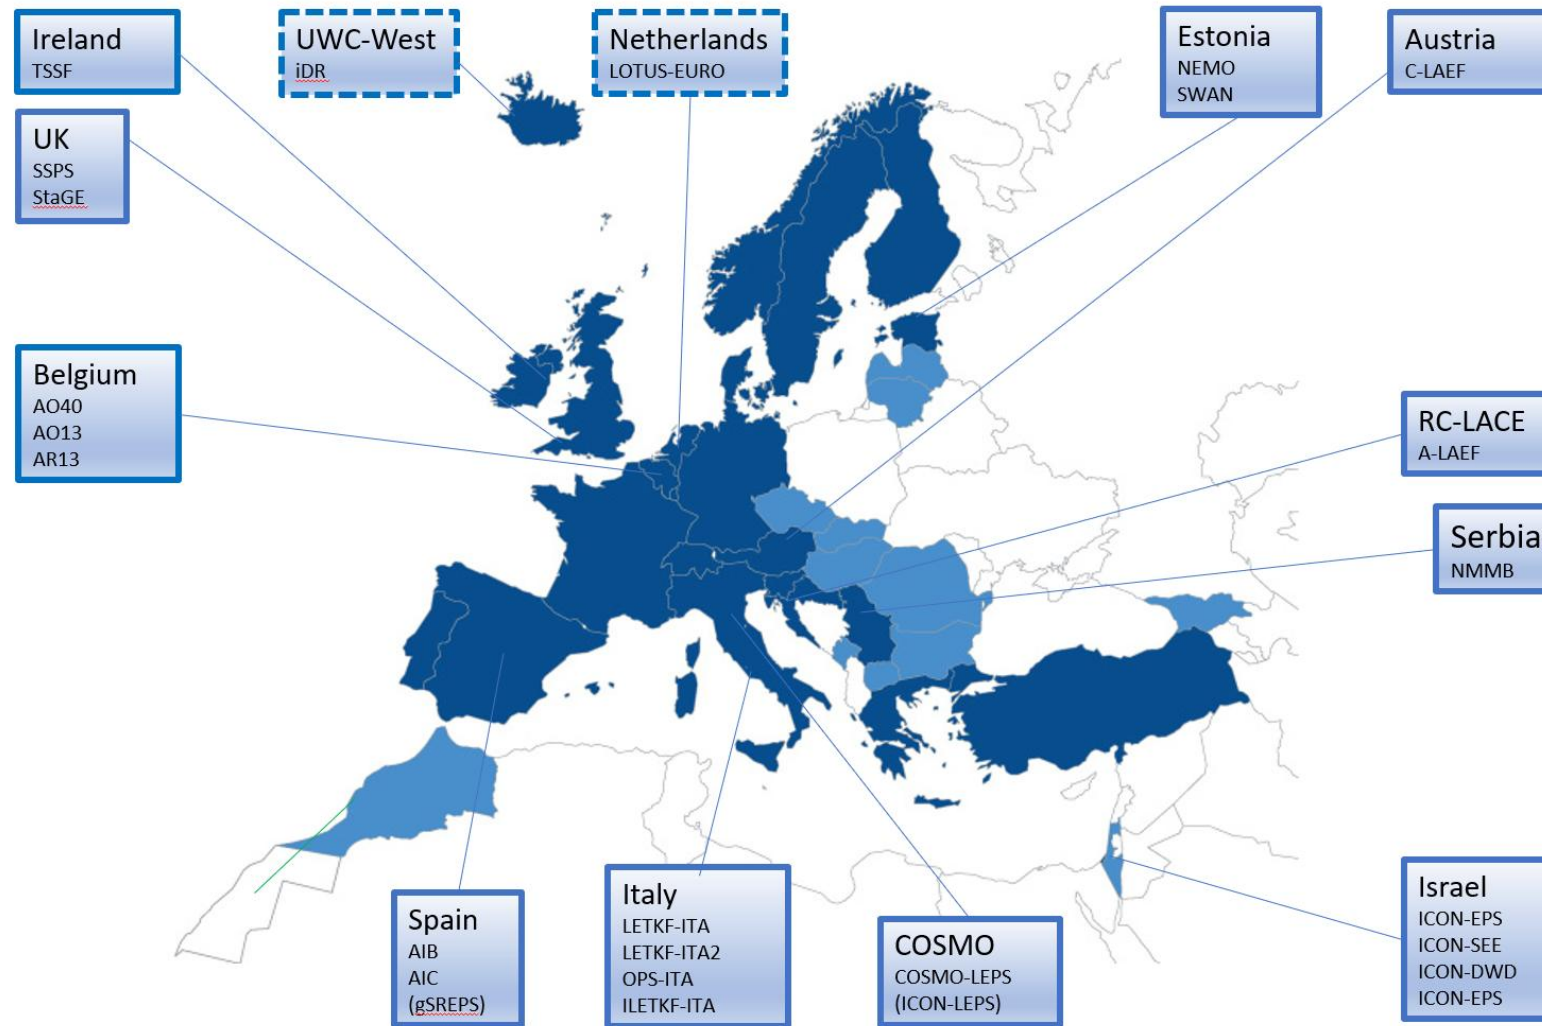 Ireland
TSSF
UWC-West
iDR
Netherlands
LOTUS-EURO
Estonia
NEMO
SWAN
Austria
C-LAEF
UK
SSPS
StaGE
Belgium
AO40
AO13
AR13
RC-LACE
A-LAEF
Serbia
NMMB
Spain
AIB
AIC
(gSREPS)
Italy
LETKF-ITA
LETKF-ITA2
OPS-ITA
ILETKF-ITA
COSMO
COSMO-LEPS
(ICON-LEPS)
Israel
ICON-EPS
ICON-SEE
ICON-DWD
ICON-EPS